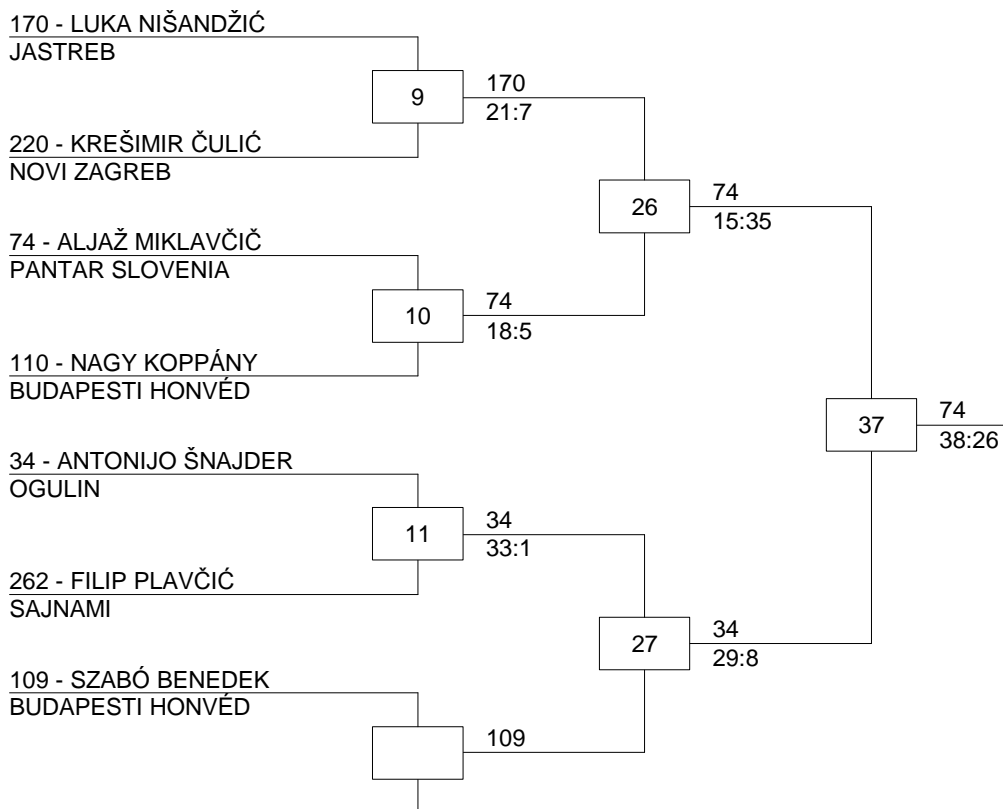 170 - LUKA NIŠANDŽIĆ
JASTREB
9
170
21:7
220 - KREŠIMIR ČULIĆ
NOVI ZAGREB
26
74
15:35
74 - ALJAŽ MIKLAVČIČ
PANTAR SLOVENIA
10
74
18:5
110 - NAGY KOPPÁNY
BUDAPESTI HONVÉD
37
74
38:26
34 - ANTONIJO ŠNAJDER
OGULIN
11
34
33:1
262 - FILIP PLAVČIĆ
SAJNAMI
27
34
29:8
109 - SZABÓ BENEDEK
BUDAPESTI HONVÉD
109